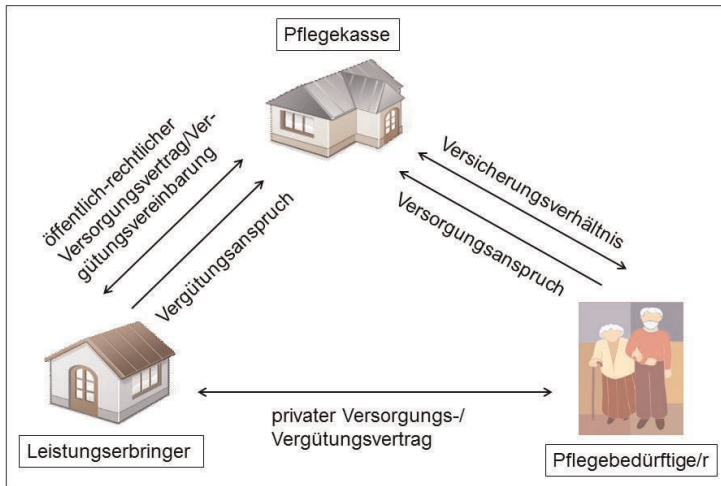 Pflegekasse
öffentlich-rechtlicher
Versorgungsvertrag/Ver-
gütungsvereinbarung
Vergütungsanspruch
Versicherungsverhältnis
Versorgungsanspruch
privater Versorgungs-/
Vergütungsvertrag
Leistungserbringer
Pflegebedürftige/r